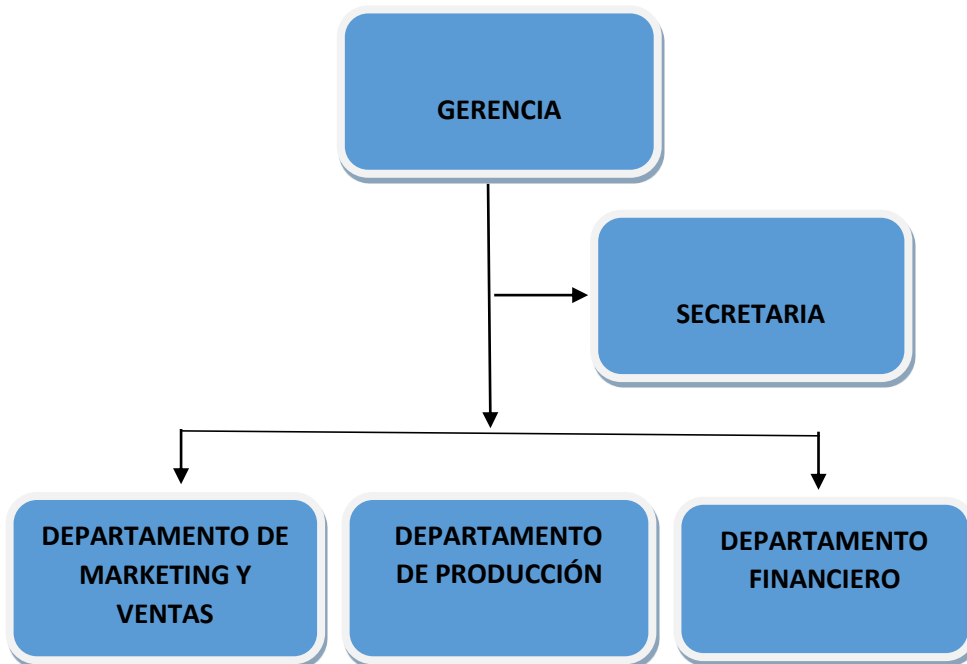 GERENCIA
SECRETARIA
DEPARTAMENTO DE
MARKETING Y
VENTAS
DEPARTAMENTO
DE PRODUCCIÓN
DEPARTAMENTO
FINANCIERO